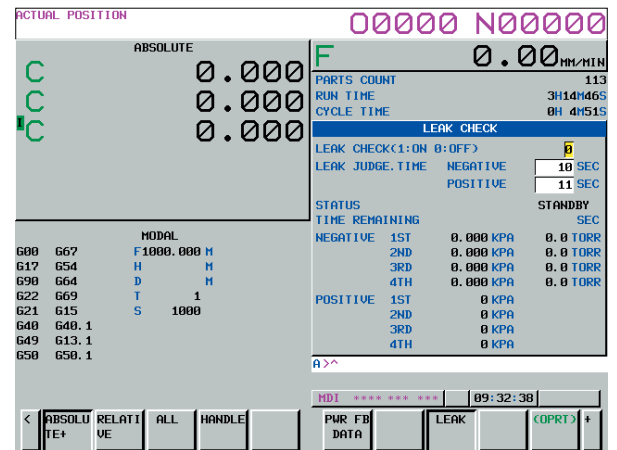 ACTUAL POSITION
O0000 N00000
ABSOLUTE
C 0.000
C 0.000
I C 0.000
F 0.00 MM/MIN
PARTS COUNT 113
RUN TIME 3H14M46S
CYCLE TIME 0H 4M51S
LEAK CHECK
LEAK CHECK(1:ON 0:OFF) 0
LEAK JUDGE.TIME NEGATIVE 10 SEC
POSITIVE 11 SEC
STATUS STANDBY
TIME REMAINING SEC
NEGATIVE 1ST 0.000 KPA 0.0 TORR
2ND 0.000 KPA 0.0 TORR
3RD 0.000 KPA 0.0 TORR
4TH 0.000 KPA 0.0 TORR
POSITIVE 1ST 0 KPA
2ND 0 KPA
3RD 0 KPA
4TH 0 KPA
MODAL
G00 G67 F1000.000 M
G17 G54 H M
G90 G64 D M
G22 G69 T 1
G21 G15 S 1000
G40 G40.1
G49 G13.1
G50 G50.1
A>^
MDI **** *** *** 09:32:38
< ABSOLUTE+ RELATIVE ALL HANDLE PWR FB DATA LEAK (OPRT) +